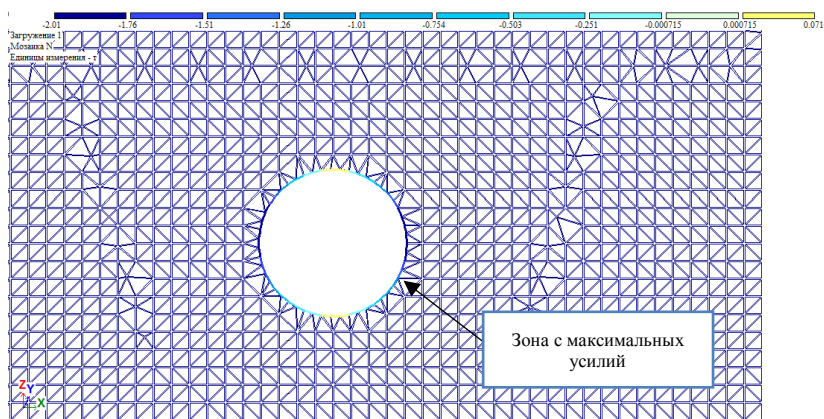 -2.01 -1.76 -1.51 -1.26 -1.01 -0.754 -0.503 -0.251 -0.000715 0.000715 0.071
Загружение 1
Мозаика N
Единицы измерения - т
Зона с максимальных
усилий
Z Y
X